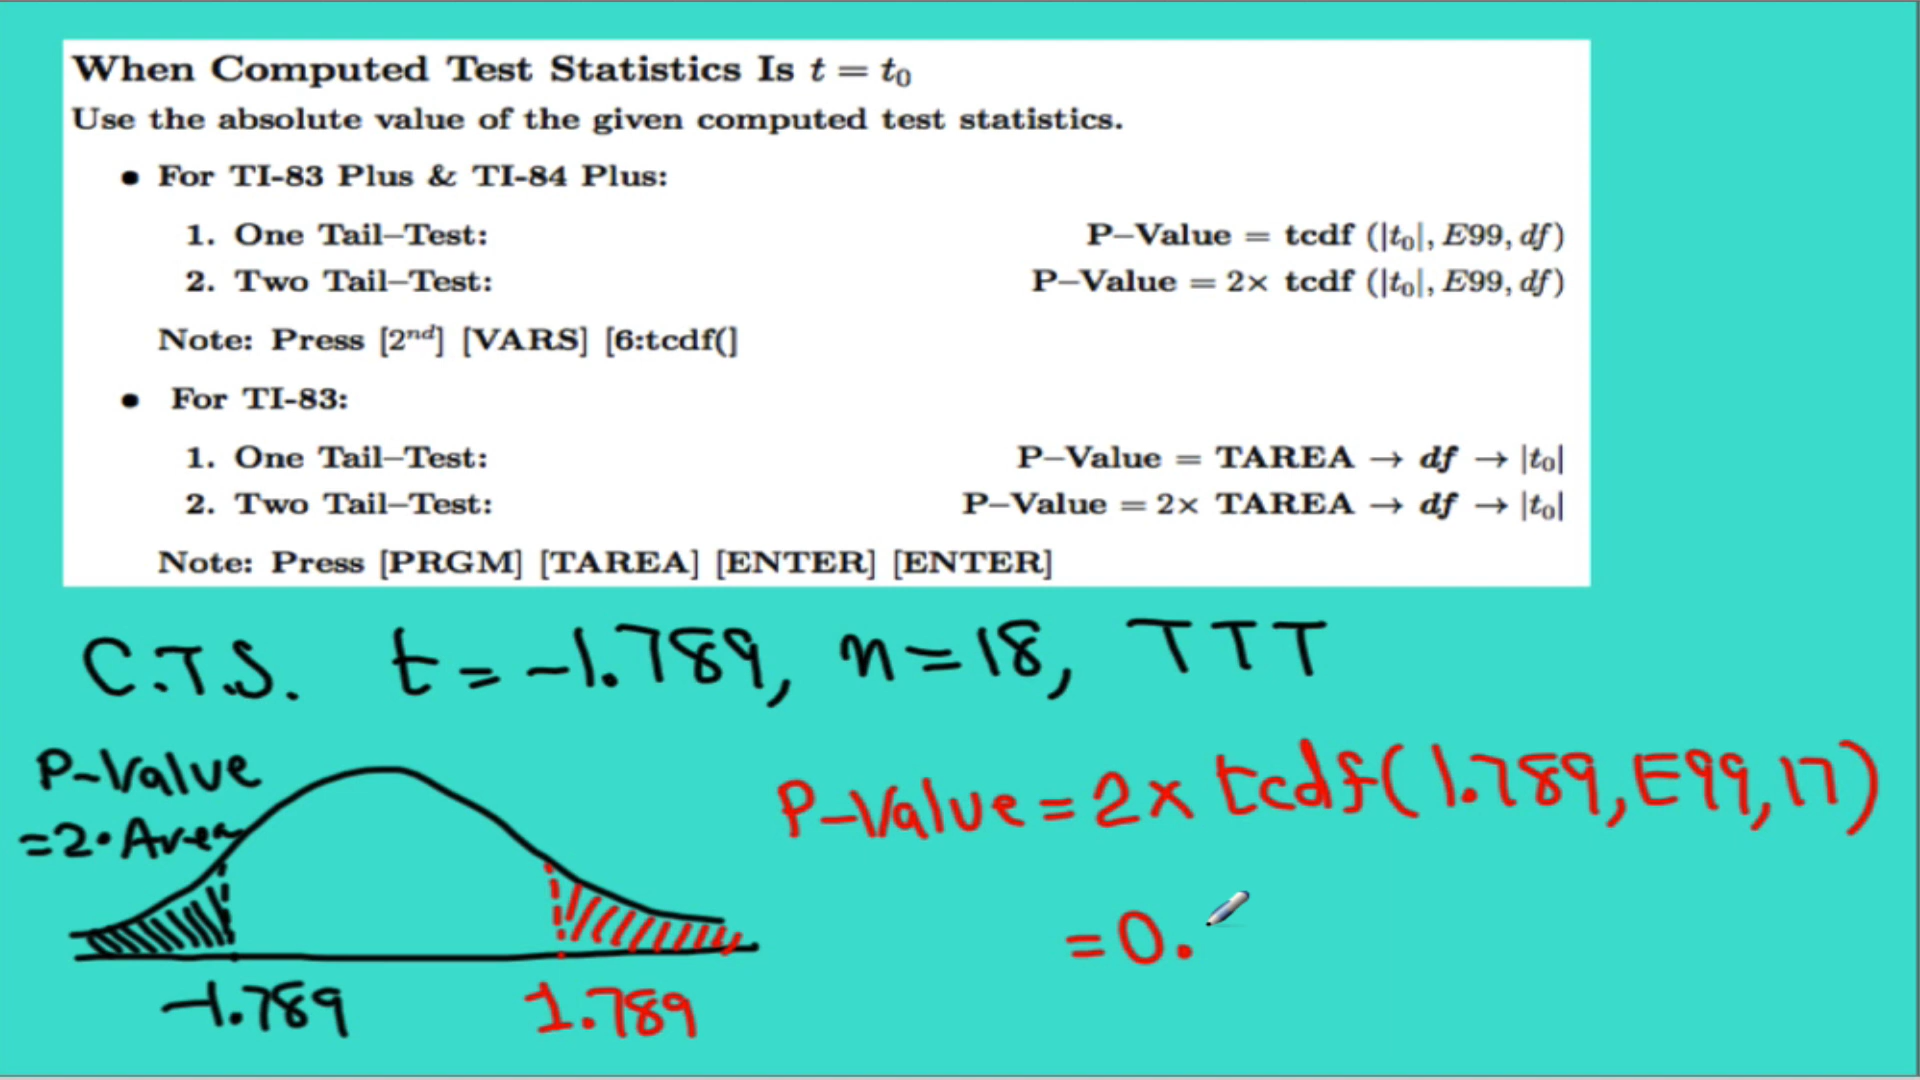 When Computed Test Statistics Is t = t₀
Use the absolute value of the given computed test statistics.
• For TI-83 Plus & TI-84 Plus:
1. One Tail–Test: P–Value = tcdf (|t₀|, E99, df)
2. Two Tail–Test: P–Value = 2× tcdf (|t₀|, E99, df)
Note: Press [2ⁿᵈ] [VARS] [6:tcdf(]
• For TI-83:
1. One Tail–Test: P–Value = TAREA → df → |t₀|
2. Two Tail–Test: P–Value = 2× TAREA → df → |t₀|
Note: Press [PRGM] [TAREA] [ENTER] [ENTER]
C.T.S. t = -1.789, n = 18, TTT
P-Value
=2•Area
-1.789 1.789
P-Value = 2× tcdf(1.789, E99, 17)
= 0.